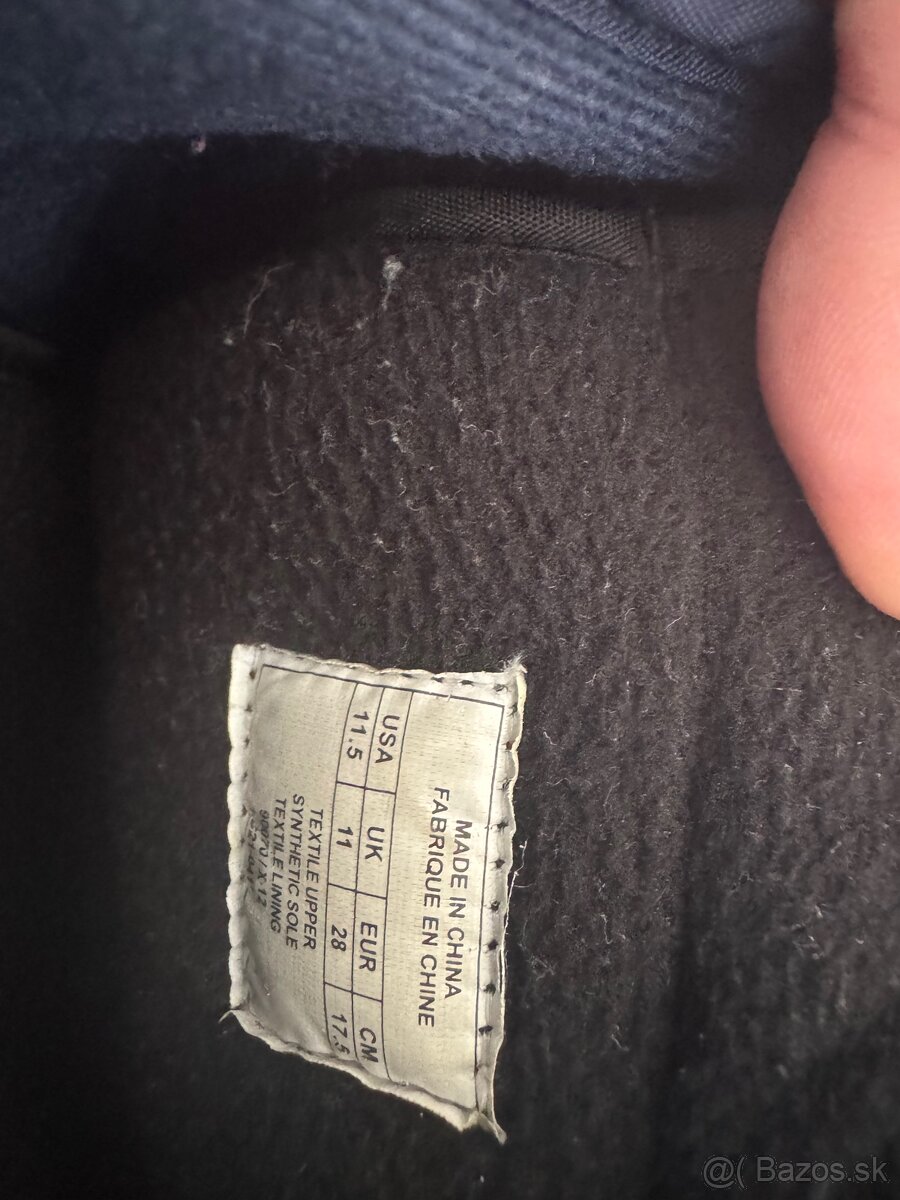 MADE IN CHINA
FABRIQUE EN CHINE
USA UK EUR CM
11.5 11 28 17.5
TEXTILE UPPER
SYNTHETIC SOLE
TEXTILE LINING
@( Bazos.sk